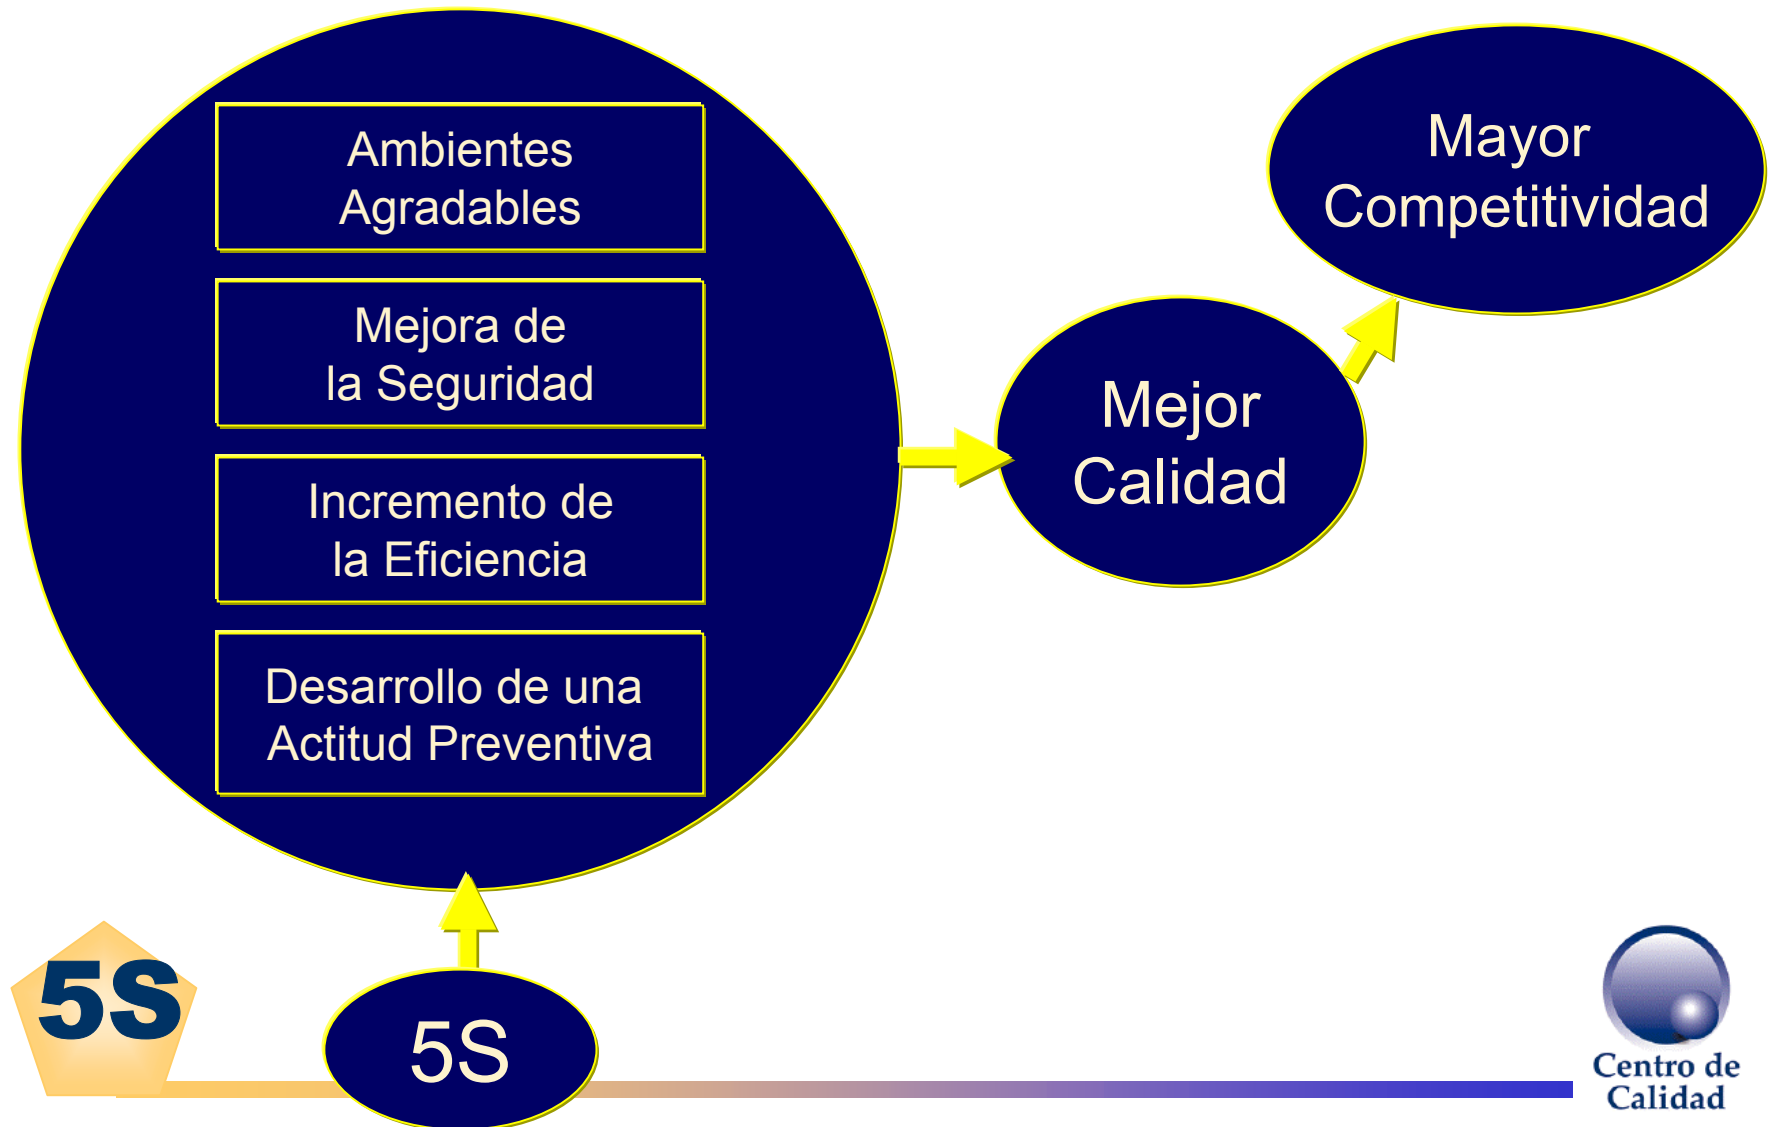 Ambientes
Agradables
Mejora de
la Seguridad
Incremento de
la Eficiencia
Desarrollo de una
Actitud Preventiva
Mejor
Calidad
Mayor
Competitividad
5S
5S
Centro de
Calidad